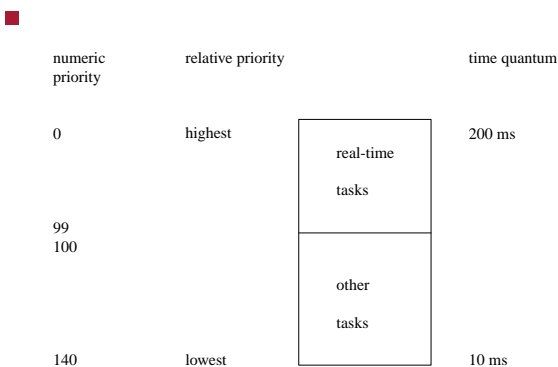 numeric priority relative priority time quantum
0 highest 200 ms
real-time
tasks
99
100
other
tasks
140 lowest 10 ms